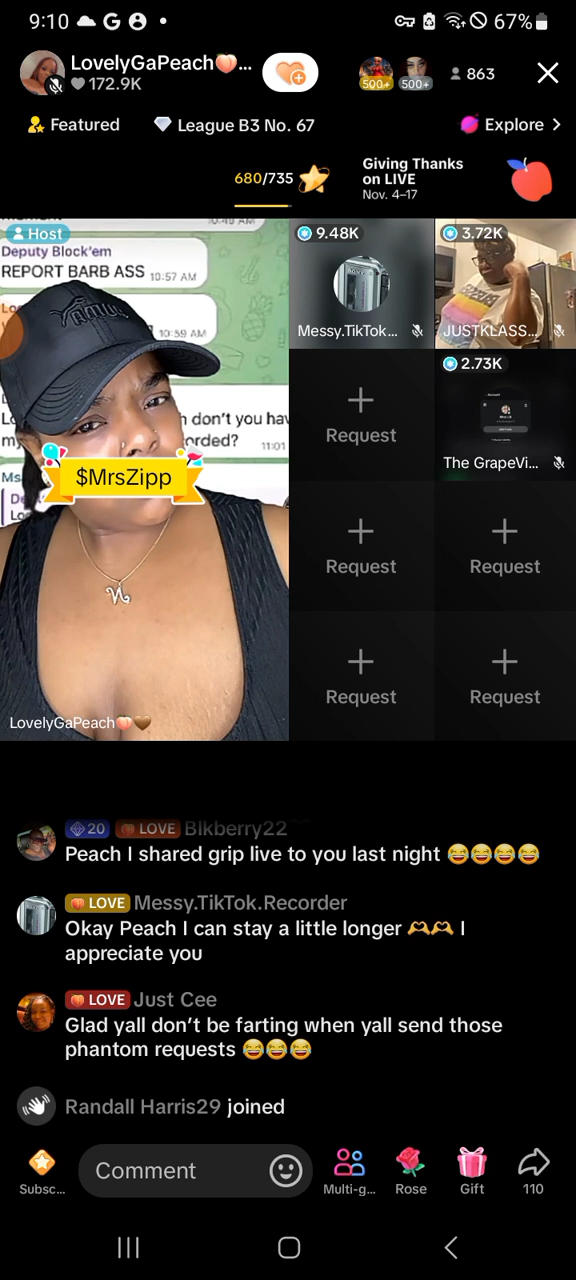 9:10
67%
LovelyGaPeach🍑...
172.9K
500+
500+
863
Featured
League B3 No. 67
Explore
680/735
Giving Thanks
on LIVE
Nov. 4–17
Host
10:49 AM
Deputy Block'em
REPORT BARB ASS 10:57 AM
10:59 AM
don't you hav
orded?
11:01
$MrsZipp
LovelyGaPeach🍑🤎
9.48K
Messy.TikTok...
3.72K
JUSTKLASS...
Request
2.73K
The GrapeVi...
Request
Request
Request
Request
20 🍑 LOVE Blkberry22
Peach I shared grip live to you last night 😂😂😂😂
🍑 LOVE Messy.TikTok.Recorder
Okay Peach I can stay a little longer 🫶🫶 I
appreciate you
🍑 LOVE Just Cee
Glad yall don't be farting when yall send those
phantom requests 😂😂😂
Randall Harris29 joined
Subsc...
Comment
Multi-g...
Rose
Gift
110